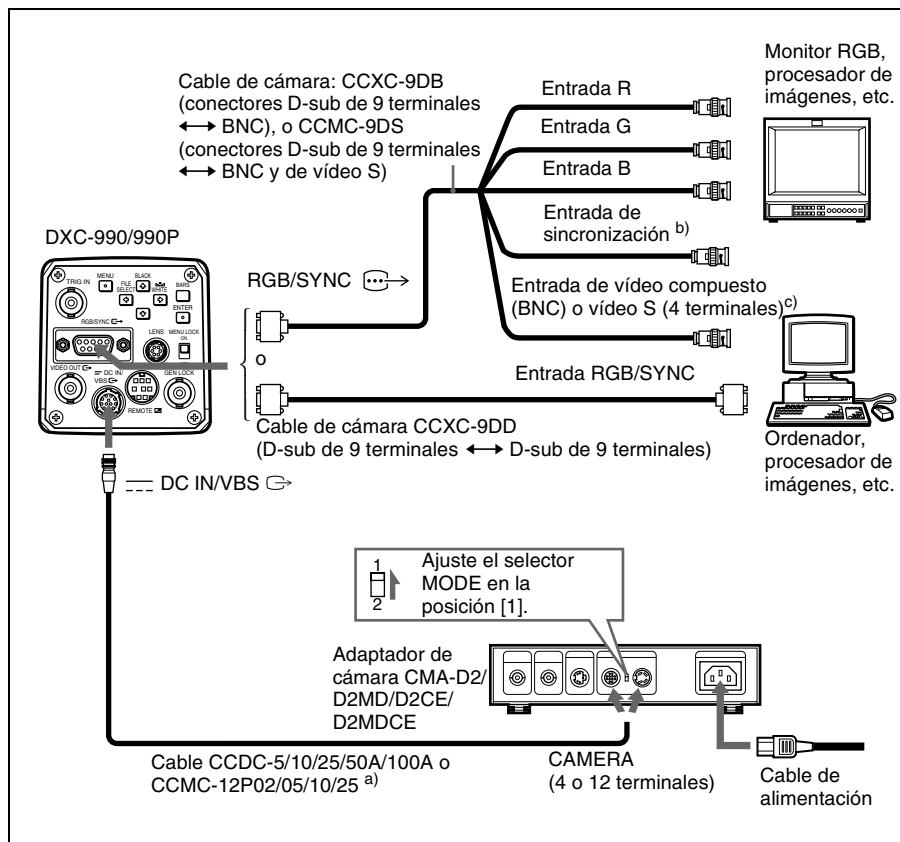 Cable de cámara: CCXC-9DB
(conectores D-sub de 9 terminales
↔ BNC), o CCMC-9DS
(conectores D-sub de 9 terminales
↔ BNC y de vídeo S)
Entrada R
Entrada G
Entrada B
Entrada de
sincronización b)
Entrada de vídeo compuesto
(BNC) o vídeo S (4 terminales) c)
Monitor RGB,
procesador de
imágenes, etc.
DXC-990/990P
TRIG IN
MENU
BLACK
FILE
SELECT
WHITE
BARS
ENTER
RGB/SYNC
LENS
MENU LOCK
ON
VIDEO OUT
DC IN/
VBS
GEN LOCK
REMOTE
RGB/SYNC
o
Entrada RGB/SYNC
Cable de cámara CCXC-9DD
(D-sub de 9 terminales ↔ D-sub de 9 terminales)
Ordenador,
procesador de
imágenes, etc.
DC IN/VBS
1
2
Ajuste el selector
MODE en la
posición [1].
Adaptador de
cámara CMA-D2/
D2MD/D2CE/
D2MDCE
Cable CCDC-5/10/25/50A/100A o
CCMC-12P02/05/10/25 a)
CAMERA
(4 o 12 terminales)
Cable de
alimentación